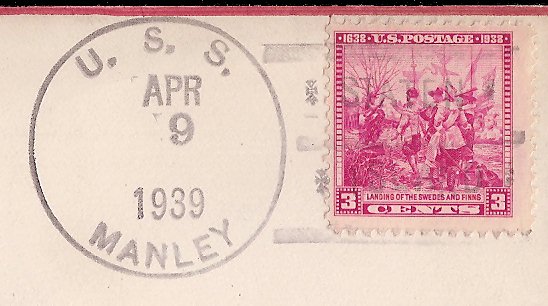 U. S. S.
APR
9
1939
MANLEY
1638 U.S. POSTAGE 1938
LANDING OF THE SWEDES AND FINNS
3 CENTS 3